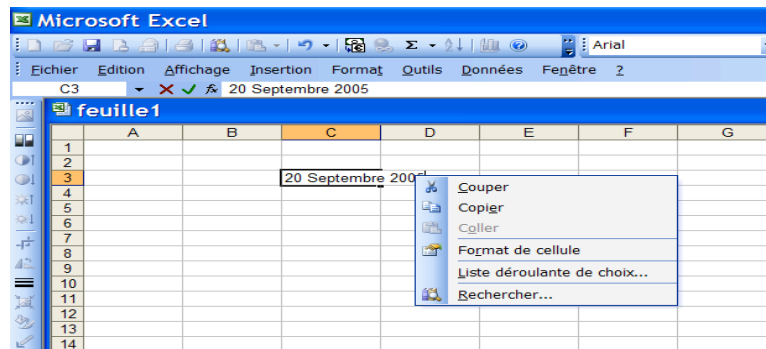 Microsoft Excel
Σ Arial
Fichier Edition Affichage Insertion Format Outils Données Fenêtre ?
C3 fx 20 Septembre 2005
feuille1
A B C D E F G
1
2
3 20 Septembre 2005
Couper
4
5 Copier
6 Coller
7
8 Format de cellule
9
10 Liste déroulante de choix...
11 Rechercher...
12
13
14